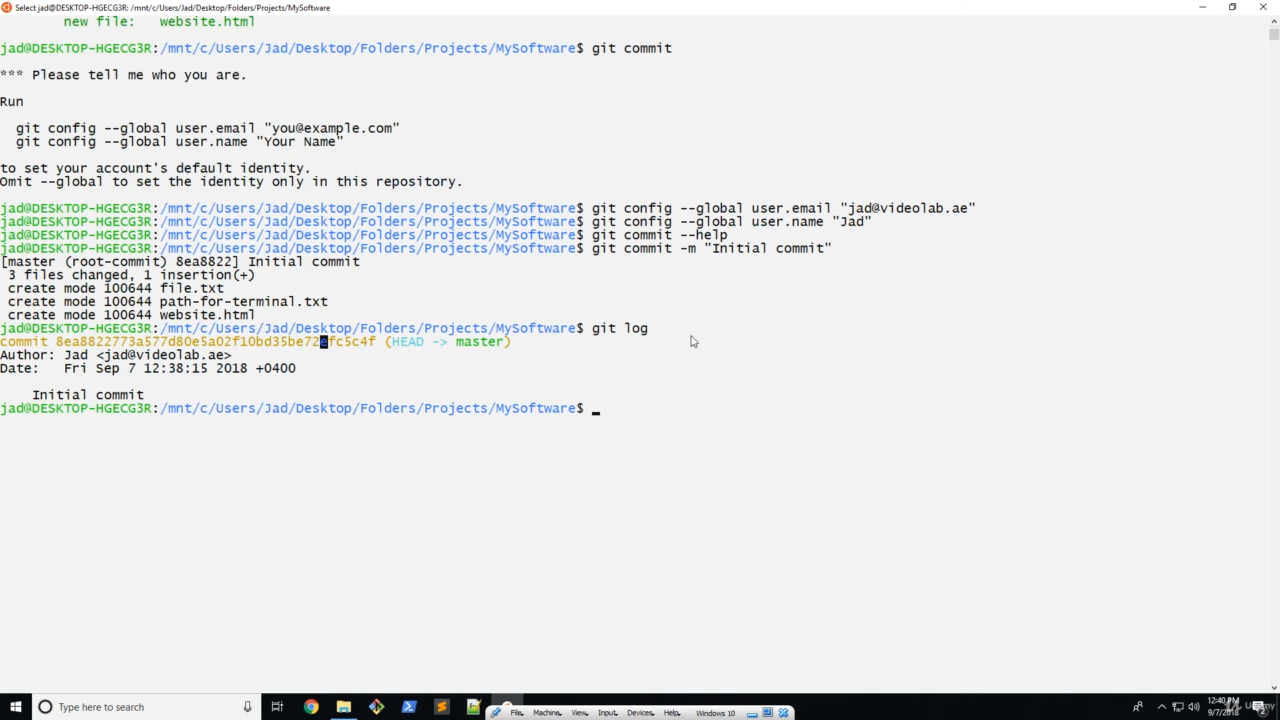 Select jad@DESKTOP-HGECG3R: /mnt/c/Users/Jad/Desktop/Folders/Projects/MySoftware
new file:   website.html
jad@DESKTOP-HGECG3R:/mnt/c/Users/Jad/Desktop/Folders/Projects/MySoftware$ git commit
*** Please tell me who you are.
Run
git config --global user.email "you@example.com"
git config --global user.name "Your Name"
to set your account's default identity.
Omit --global to set the identity only in this repository.
jad@DESKTOP-HGECG3R:/mnt/c/Users/Jad/Desktop/Folders/Projects/MySoftware$ git config --global user.email "jad@videolab.ae"
jad@DESKTOP-HGECG3R:/mnt/c/Users/Jad/Desktop/Folders/Projects/MySoftware$ git config --global user.name "Jad"
jad@DESKTOP-HGECG3R:/mnt/c/Users/Jad/Desktop/Folders/Projects/MySoftware$ git commit --help
jad@DESKTOP-HGECG3R:/mnt/c/Users/Jad/Desktop/Folders/Projects/MySoftware$ git commit -m "Initial commit"
[master (root-commit) 8ea8822] Initial commit
3 files changed, 1 insertion(+)
create mode 100644 file.txt
create mode 100644 path-for-terminal.txt
create mode 100644 website.html
jad@DESKTOP-HGECG3R:/mnt/c/Users/Jad/Desktop/Folders/Projects/MySoftware$ git log
commit 8ea8822773a577d80e5a02f10bd35be72efc5c4f (HEAD -> master)
Author: Jad <jad@videolab.ae>
Date:   Fri Sep 7 12:38:15 2018 +0400
Initial commit
jad@DESKTOP-HGECG3R:/mnt/c/Users/Jad/Desktop/Folders/Projects/MySoftware$
Type here to search
File Machine View Input Devices Help Windows 10
12:40 PM
9/7/2018
Udemy